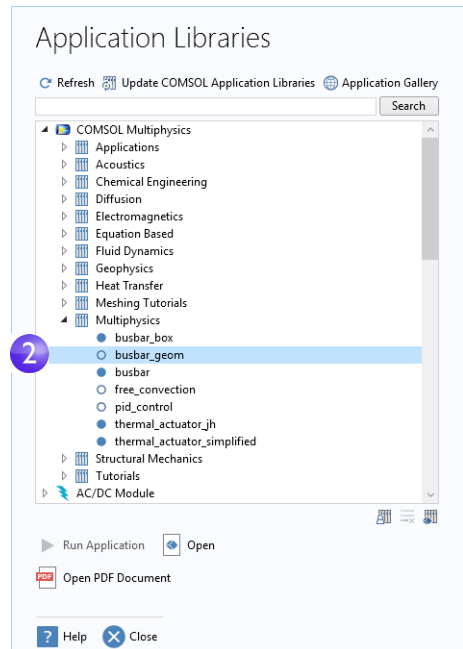 Application Libraries
Refresh Update COMSOL Application Libraries Application Gallery
Search
COMSOL Multiphysics
Applications
Acoustics
Chemical Engineering
Diffusion
Electromagnetics
Equation Based
Fluid Dynamics
Geophysics
Heat Transfer
Meshing Tutorials
Multiphysics
busbar_box
2 busbar_geom
busbar
free_convection
pid_control
thermal_actuator_jh
thermal_actuator_simplified
Structural Mechanics
Tutorials
AC/DC Module
Run Application Open
PDF Open PDF Document
? Help Close